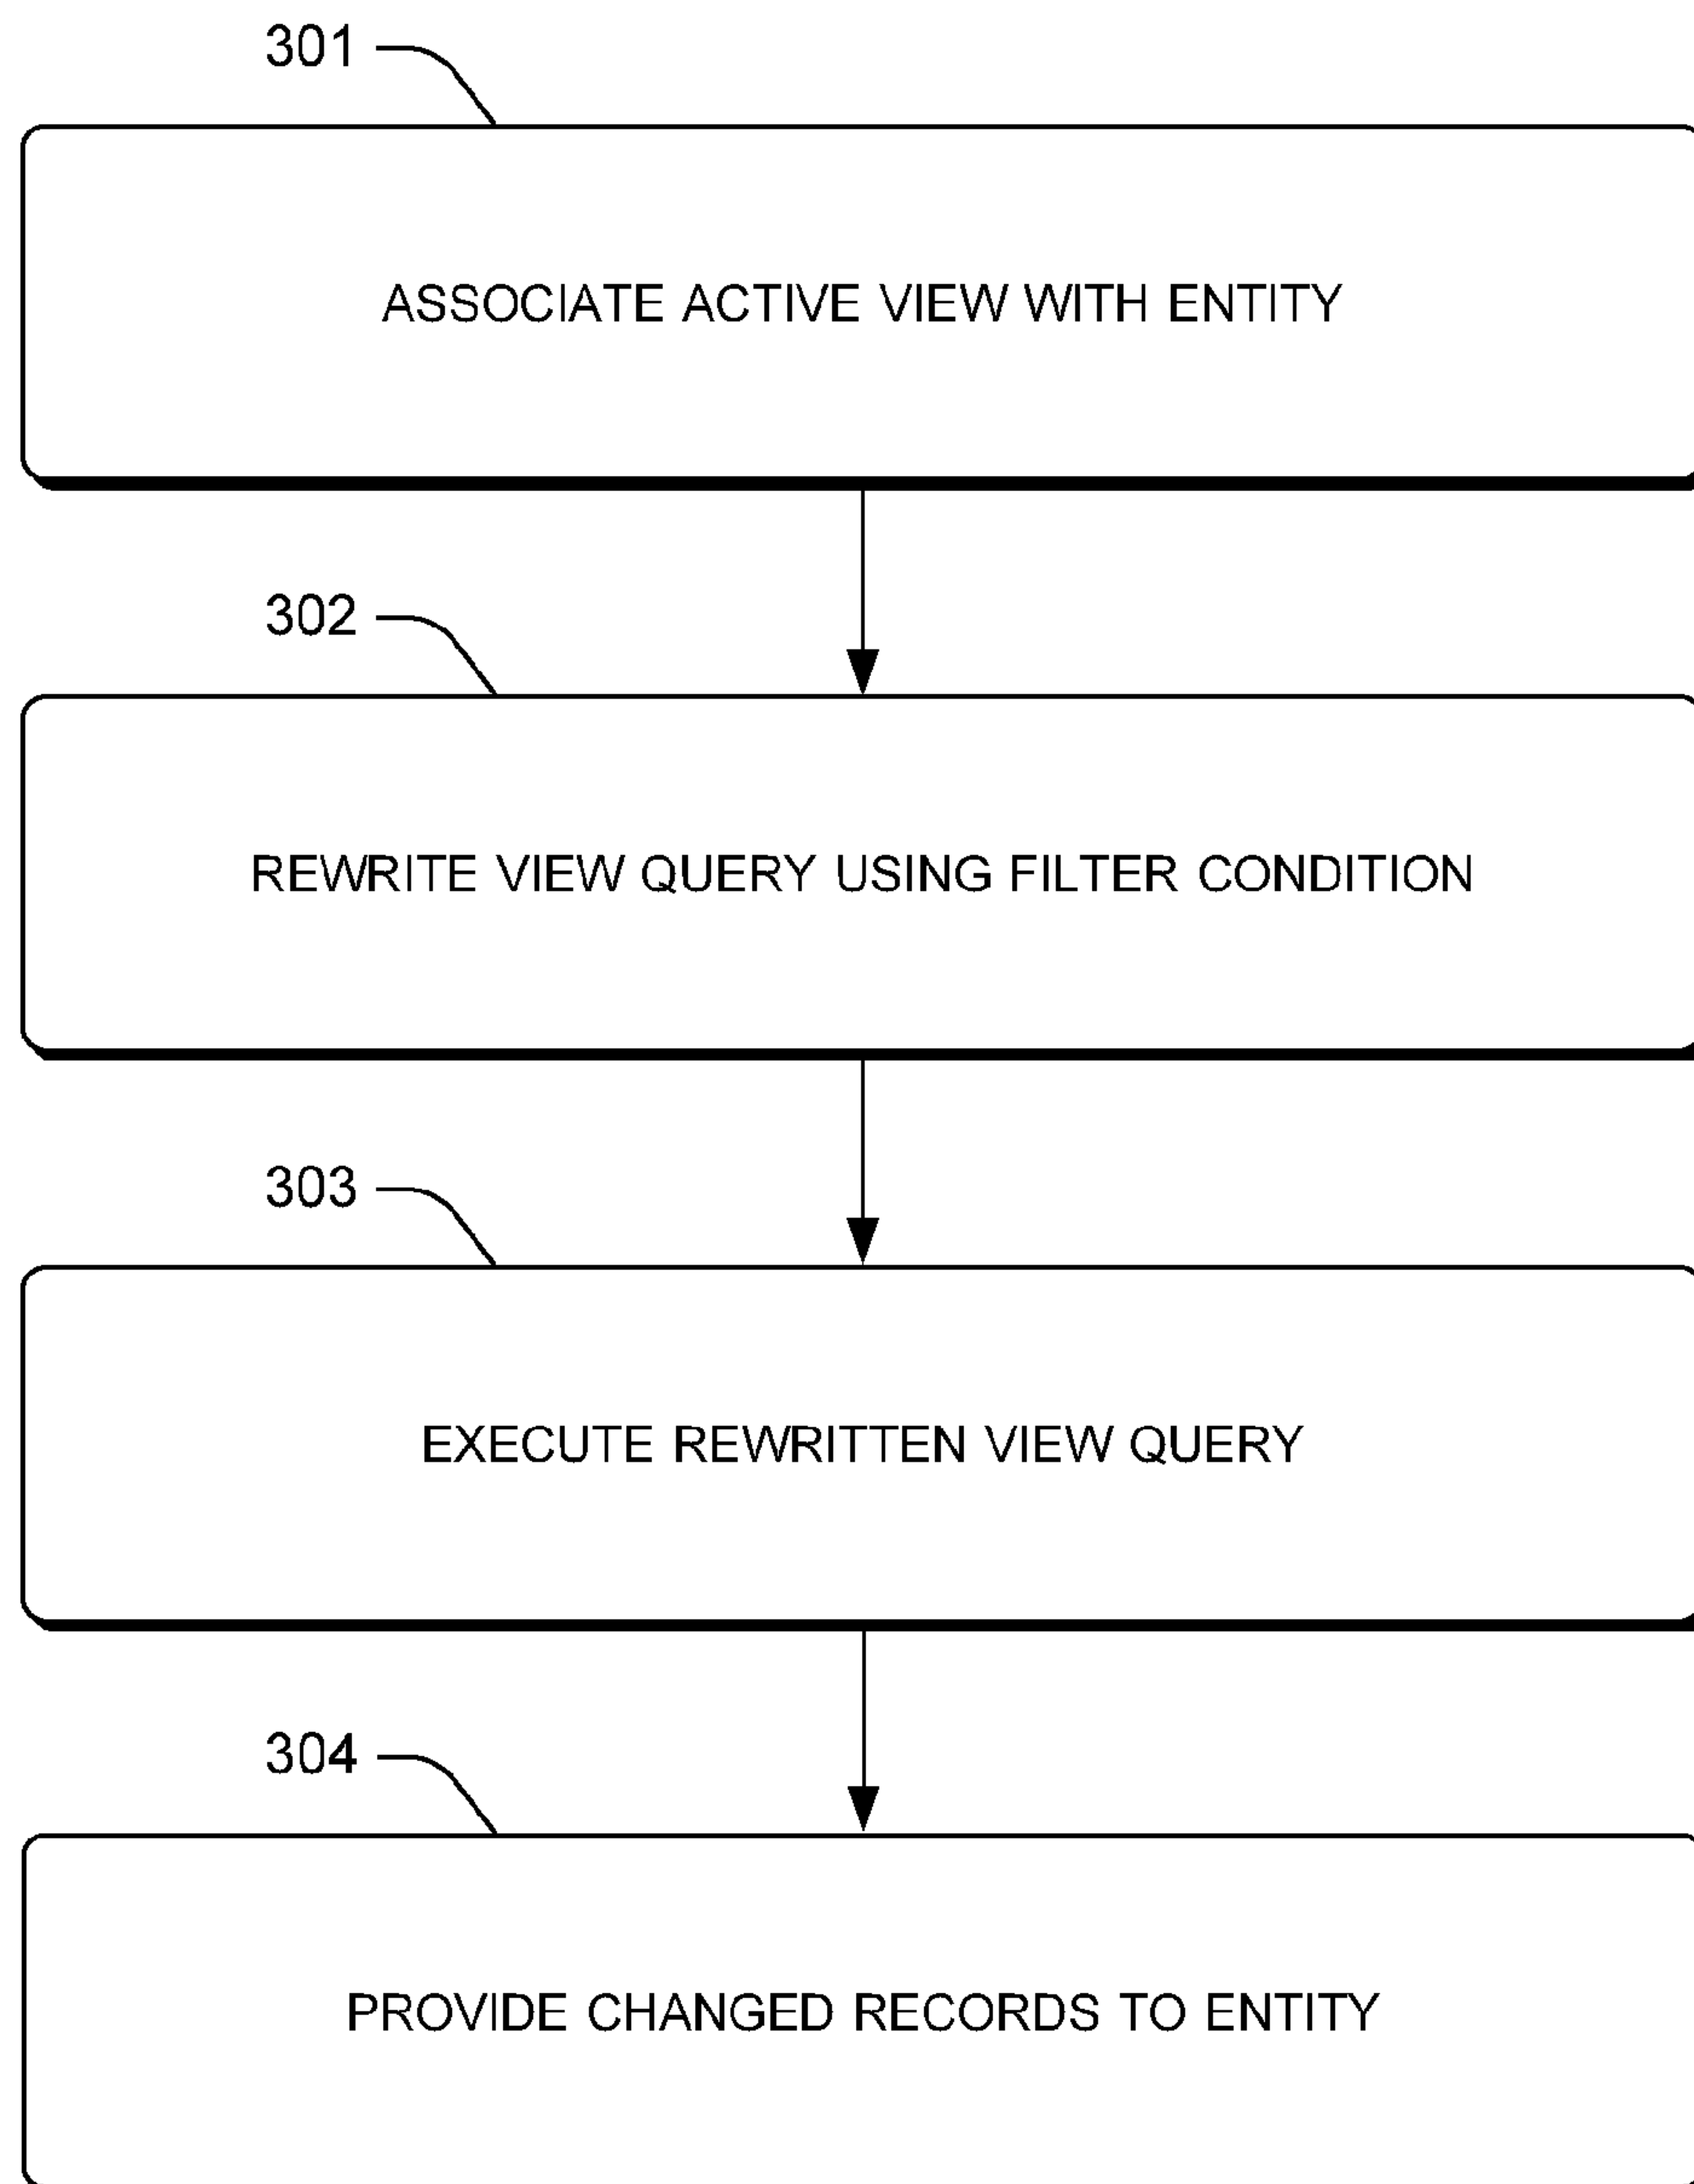 301
ASSOCIATE ACTIVE VIEW WITH ENTITY
302
REWRITE VIEW QUERY USING FILTER CONDITION
303
EXECUTE REWRITTEN VIEW QUERY
304
PROVIDE CHANGED RECORDS TO ENTITY